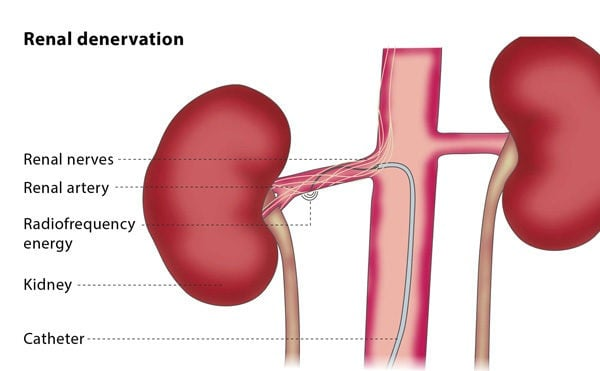 Renal denervation
Renal nerves
Renal artery
Radiofrequency
energy
Kidney
Catheter